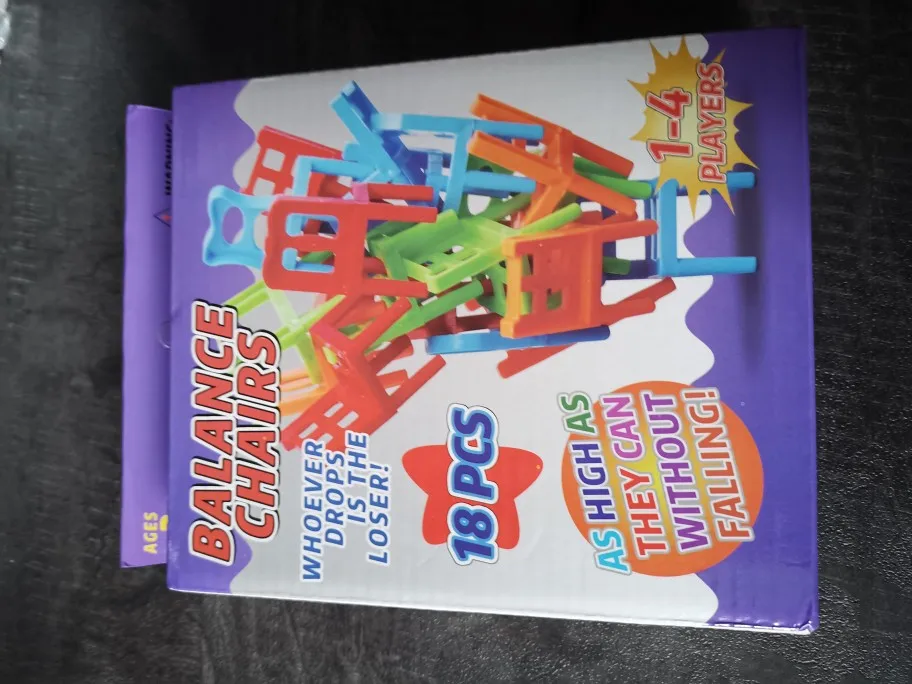 AGES
WARNING
BALANCE
CHAIRS
WHOEVER
DROPS
IS THE
LOSER!
18 PCS
1-4
PLAYERS
AS HIGH AS
THEY CAN
WITHOUT
FALLING!